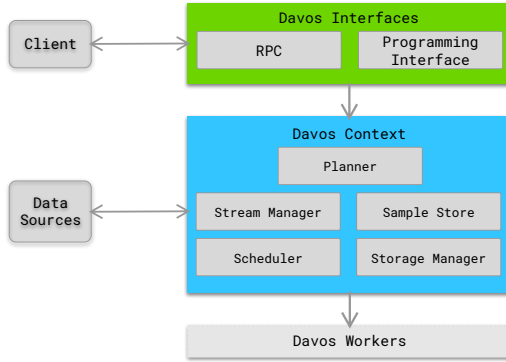 Davos Interfaces
Client
RPC
Programming
Interface
Davos Context
Planner
Data
Sources
Stream Manager
Sample Store
Scheduler
Storage Manager
Davos Workers